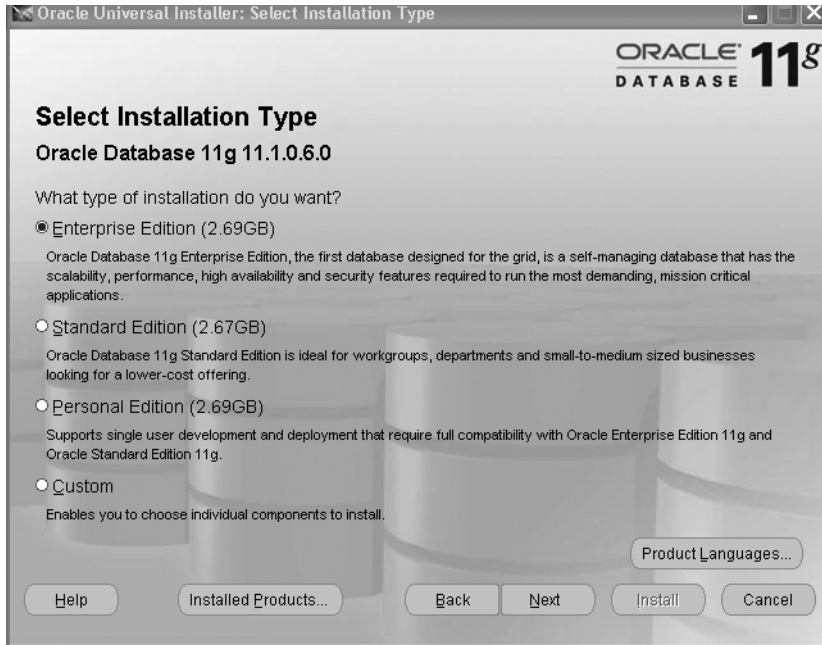 Oracle Universal Installer: Select Installation Type
ORACLE 11g
DATABASE
Select Installation Type
Oracle Database 11g 11.1.0.6.0
What type of installation do you want?
Enterprise Edition (2.69GB)
Oracle Database 11g Enterprise Edition, the first database designed for the grid, is a self-managing database that has the
scalability, performance, high availability and security features required to run the most demanding, mission critical
applications.
Standard Edition (2.67GB)
Oracle Database 11g Standard Edition is ideal for workgroups, departments and small-to-medium sized businesses
looking for a lower-cost offering.
Personal Edition (2.69GB)
Supports single user development and deployment that require full compatibility with Oracle Enterprise Edition 11g and
Oracle Standard Edition 11g.
Custom
Enables you to choose individual components to install.
Product Languages...
Help Installed Products... Back Next Install Cancel